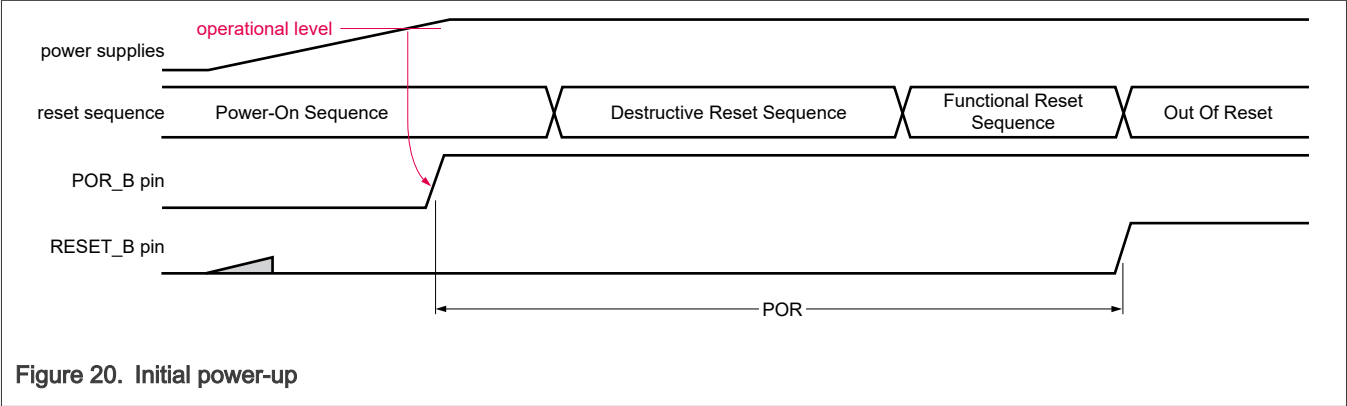 operational level
power supplies
reset sequence
Power-On Sequence
Destructive Reset Sequence
Functional Reset
Sequence
Out Of Reset
POR_B pin
RESET_B pin
POR
Figure 20. Initial power-up